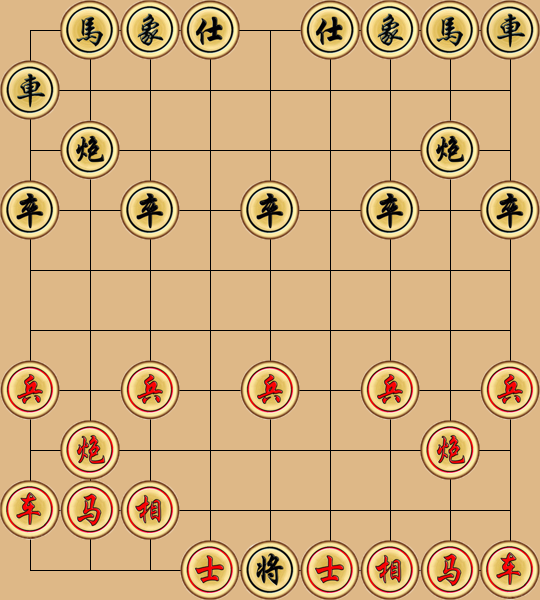 馬 象 仕 仕 象 馬 車
車
炮 炮
卒 卒 卒 卒 卒
兵 兵 兵 兵 兵
炮 炮
车 马 相
士 将 士 相 马 车